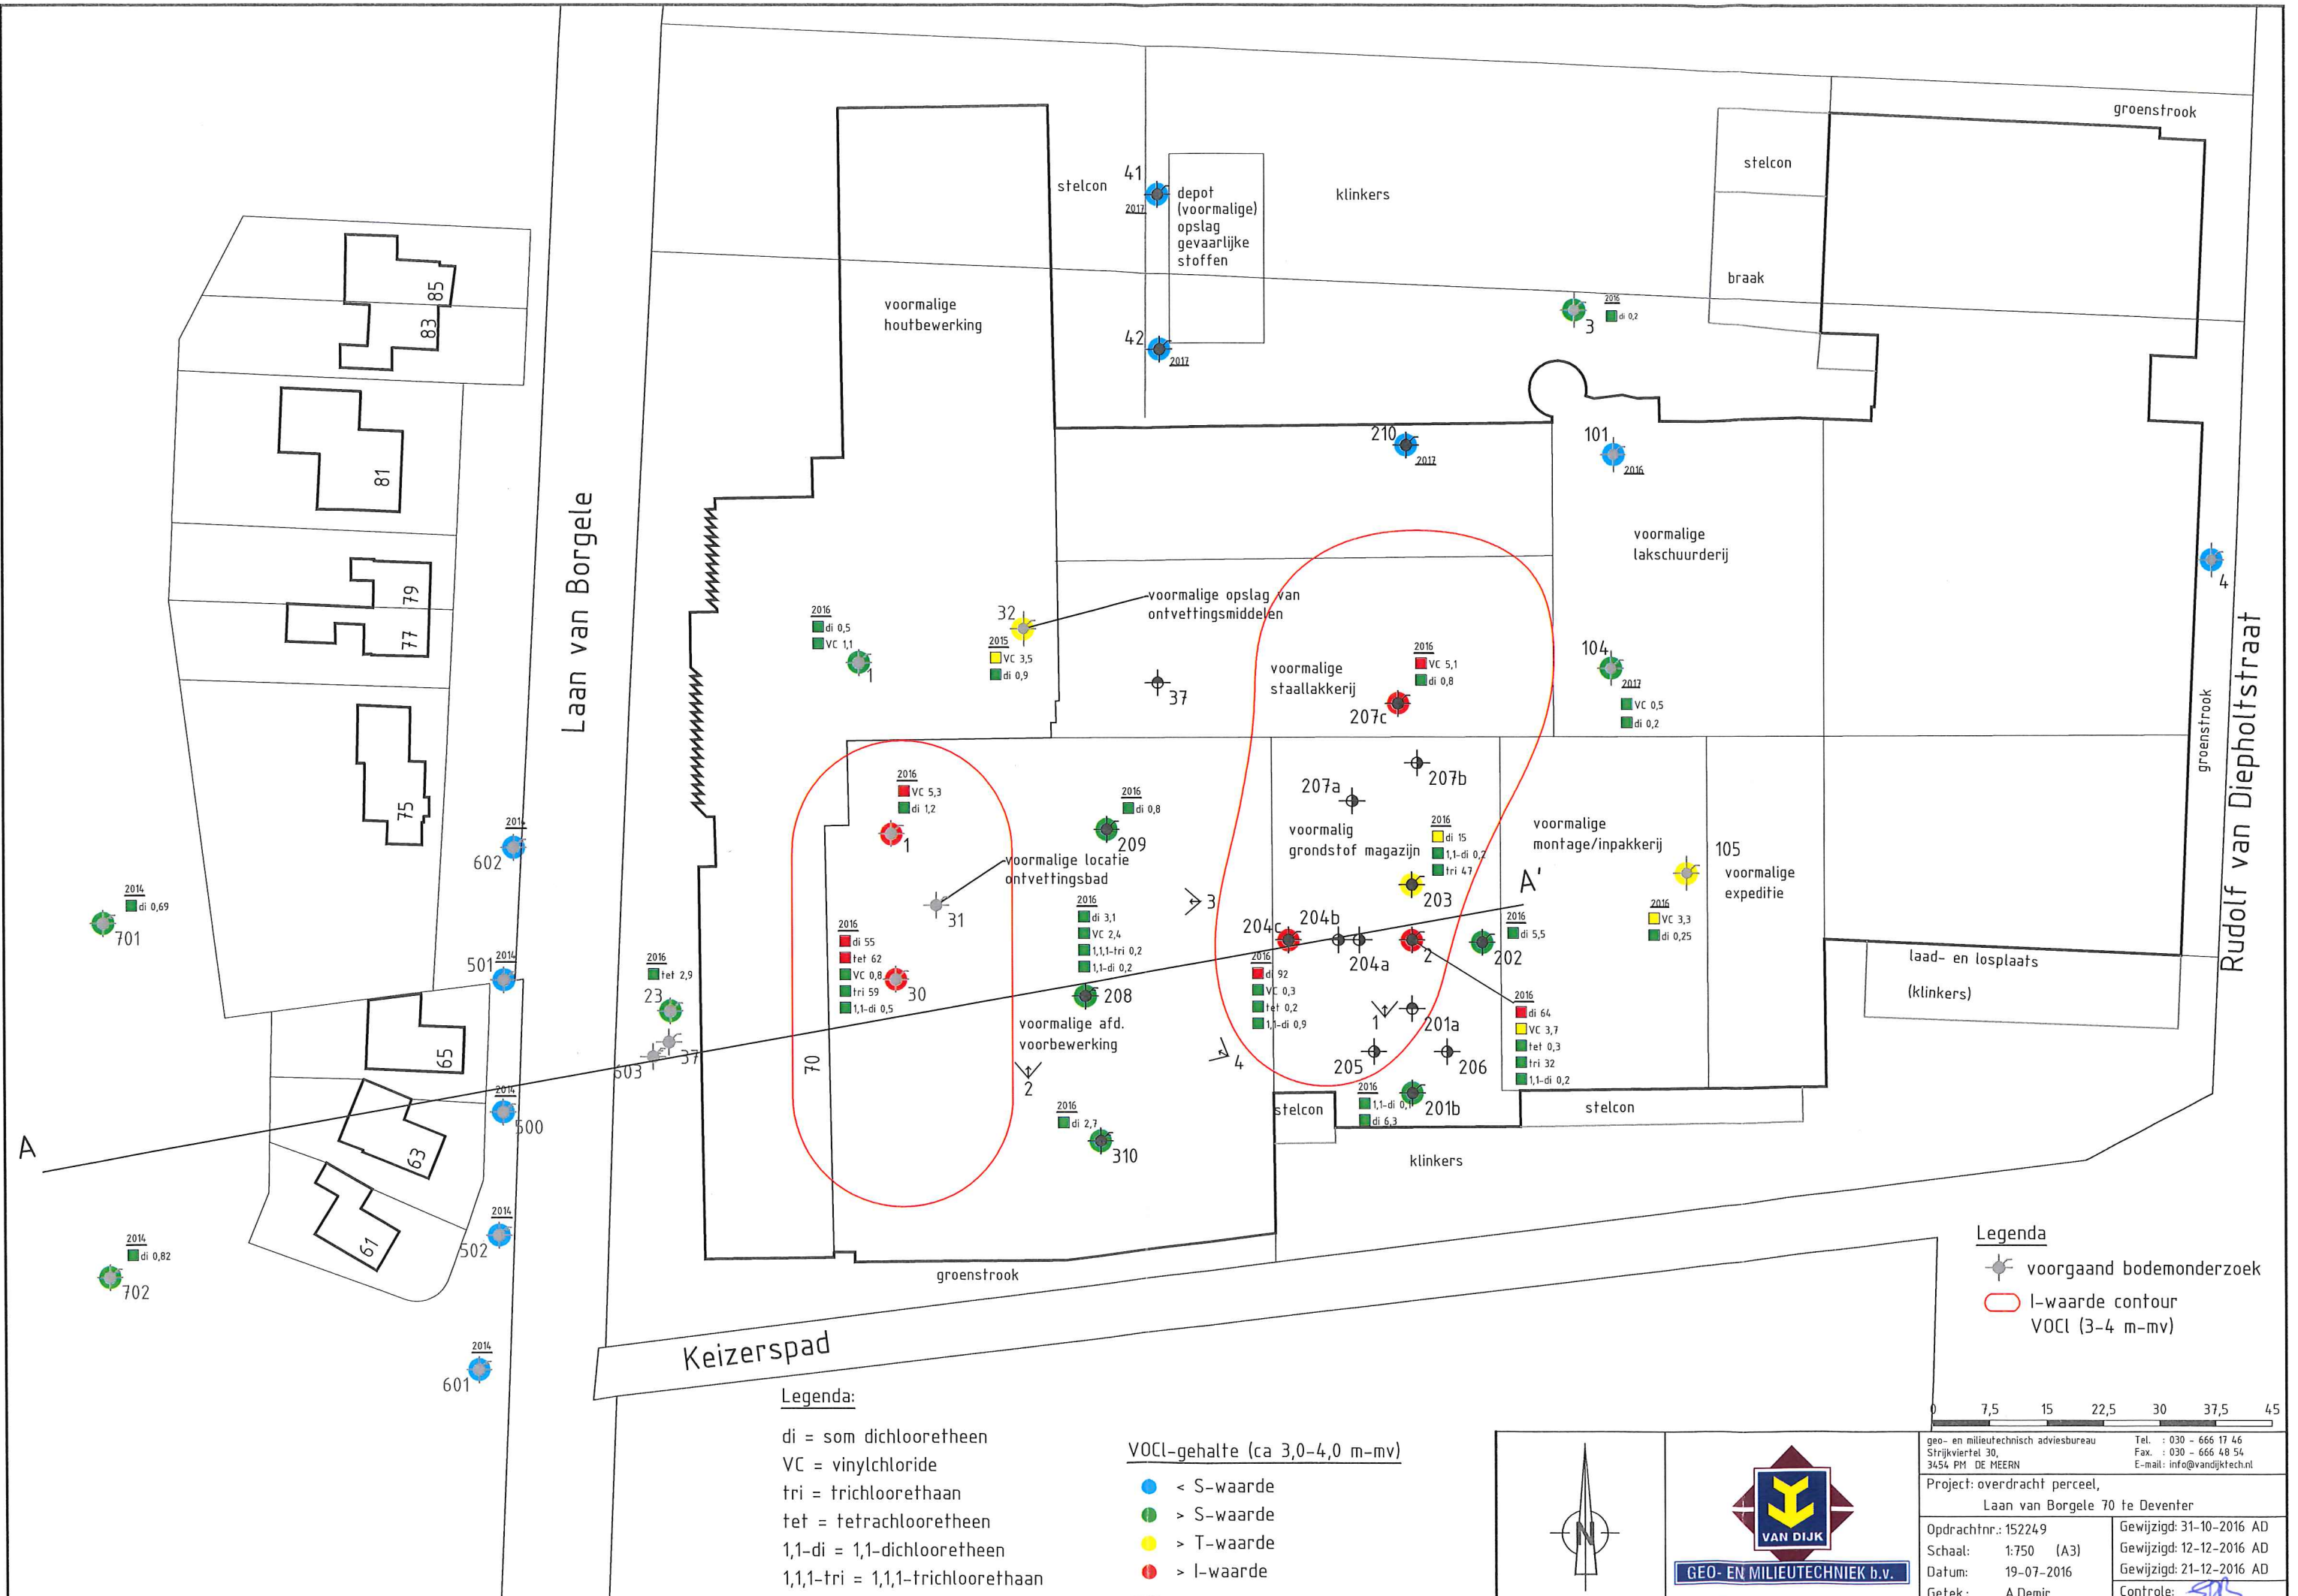 groenstrook
stelcon
41
stelcon
depot
(voormalige)
opslag
gevaarlijke
stoffen
klinkers
2017
85
83
voormalige
houtbewerking
braak
2016
di 0,2
3
42
2017
81
210
2017
101
2016
Laan van Borgele
voormalige
lakschuurderij
4
79
77
voormalige opslag van
ontvettingsmiddelen
2016
di 0,5
VC 1,1
1
32
2015
VC 3,5
di 0,9
37
voormalige
staallakkerij
2016
VC 5,1
di 0,8
207c
104
2017
VC 0,5
di 0,2
groenstrook
Rudolf van Diepholtstraat
75
2014
602
2016
VC 5,3
di 1,2
1
2016
di 0,8
209
207a
207b
voormalig
grondstof magazijn
2016
di 15
1,1-di 0,2
tri 47
203
voormalige
montage/inpakkerij
105
voormalige
expeditie
2016
VC 3,3
di 0,25
voormalige locatie
ontvettingsbad
31
2014
di 0,69
701
3
A'
2016
di 3,1
VC 2,4
1,1,1-tri 0,2
1,1-di 0,2
208
204c
204b
204a
2
2016
di 5,5
202
501
2014
2016
tet 2,9
23
2016
di 55
tet 62
VC 0,8
tri 59
1,1-di 0,5
30
2016
di 92
VC 0,3
tet 0,2
1,1-di 0,9
laad- en losplaats
(klinkers)
2016
di 64
VC 3,7
tet 0,3
tri 32
1,1-di 0,2
1
201a
voormalige afd.
voorbewerking
65
603
37
70
4
2
205
206
2014
500
2016
1,1-di 0,1
di 6,3
201b
stelcon
stelcon
2016
di 2,7
310
A
63
klinkers
2014
502
61
2014
di 0,82
702
groenstrook
Legenda
voorgaand bodemonderzoek
I-waarde contour
VOCl (3-4 m-mv)
2014
601
Keizerspad
Legenda:
di = som dichlooretheen
VC = vinylchloride
tri = trichloorethaan
tet = tetrachlooretheen
1,1-di = 1,1-dichlooretheen
1,1,1-tri = 1,1,1-trichloorethaan
VOCl-gehalte (ca 3,0-4,0 m-mv)
< S-waarde
> S-waarde
> T-waarde
> I-waarde
0 7,5 15 22,5 30 37,5 45
N
VAN DIJK
GEO- EN MILIEUTECHNIEK b.v.
geo- en milieutechnisch adviesbureau
Strijkviertel 30,
3454 PM DE MEERN
Tel. : 030 - 666 17 46
Fax. : 030 - 666 48 54
E-mail: info@vandijktech.nl
Project: overdracht perceel,
Laan van Borgele 70 te Deventer
Opdrachtnr.: 152249
Schaal: 1:750 (A3)
Datum: 19-07-2016
Getek.: A.Demir
Gewijzigd: 31-10-2016 AD
Gewijzigd: 12-12-2016 AD
Gewijzigd: 21-12-2016 AD
Controle: